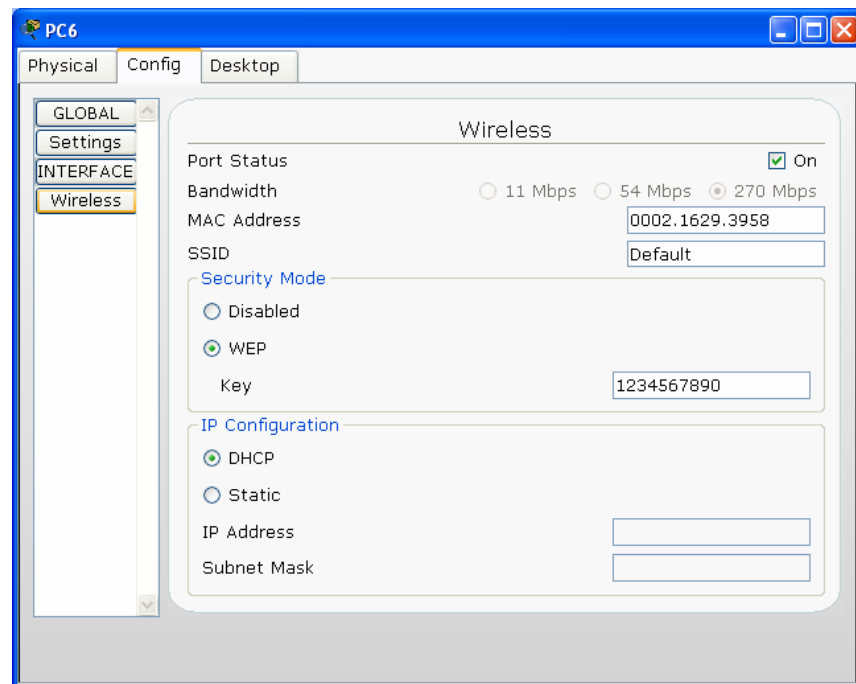 PC6
Physical Config Desktop
GLOBAL
Settings
INTERFACE
Wireless
Wireless
Port Status On
Bandwidth 11 Mbps 54 Mbps 270 Mbps
MAC Address 0002.1629.3958
SSID Default
Security Mode
Disabled
WEP
Key 1234567890
IP Configuration
DHCP
Static
IP Address
Subnet Mask